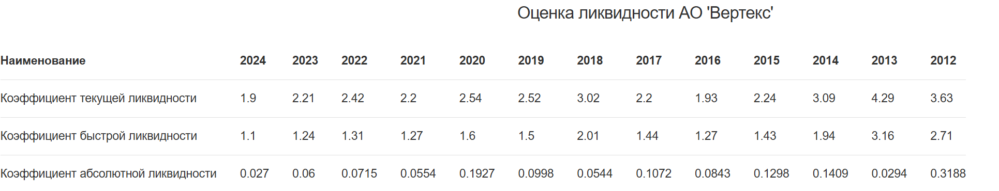 Оценка ликвидности АО 'Вертекс'
Наименование 2024 2023 2022 2021 2020 2019 2018 2017 2016 2015 2014 2013 2012
Коэффициент текущей ликвидности 1.9 2.21 2.42 2.2 2.54 2.52 3.02 2.2 1.93 2.24 3.09 4.29 3.63
Коэффициент быстрой ликвидности 1.1 1.24 1.31 1.27 1.6 1.5 2.01 1.44 1.27 1.43 1.94 3.16 2.71
Коэффициент абсолютной ликвидности 0.027 0.06 0.0715 0.0554 0.1927 0.0998 0.0544 0.1072 0.0843 0.1298 0.1409 0.0294 0.3188